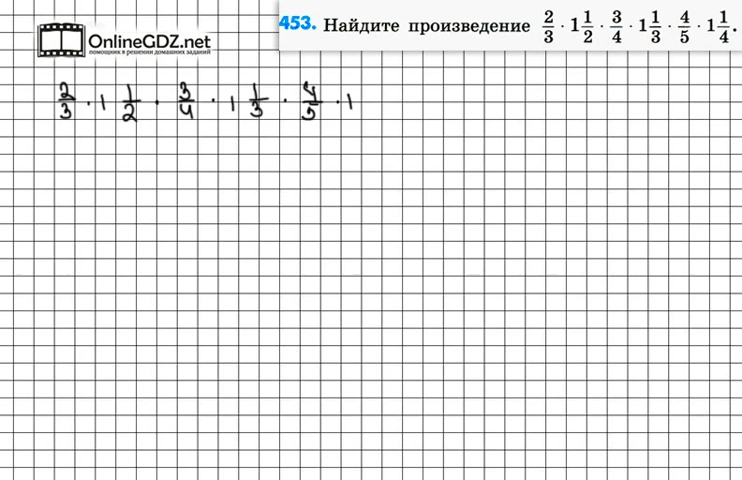 OnlineGDZ.net
помощник в решении домашних заданий
453. Найдите произведение 2/3 · 1 1/2 · 3/4 · 1 1/3 · 4/5 · 1 1/4.
2/3 · 1 1/2 · 3/4 · 1 1/3 · 4/5 · 1